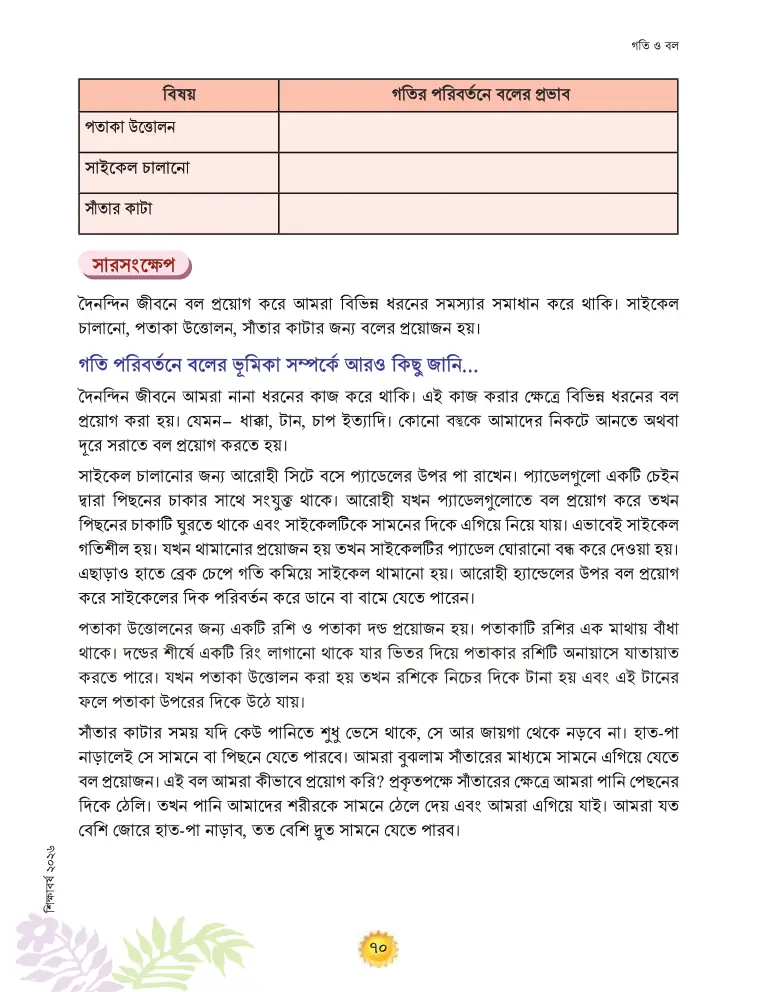 গতি ও বল
বিষয় গতির পরিবর্তনে বলের প্রভাব
পতাকা উত্তোলন
সাইকেল চালানো
সাঁতার কাটা
সারসংক্ষেপ
দৈনন্দিন জীবনে বল প্রয়োগ করে আমরা বিভিন্ন ধরনের সমস্যার সমাধান করে থাকি। সাইকেল
চালানো, পতাকা উত্তোলন, সাঁতার কাটার জন্য বলের প্রয়োজন হয়।
গতি পরিবর্তনে বলের ভূমিকা সম্পর্কে আরও কিছু জানি...
দৈনন্দিন জীবনে আমরা নানা ধরনের কাজ করে থাকি। এই কাজ করার ক্ষেত্রে বিভিন্ন ধরনের বল
প্রয়োগ করা হয়। যেমন– ধাক্কা, টান, চাপ ইত্যাদি। কোনো বস্তুকে আমাদের নিকটে আনতে অথবা
দূরে সরাতে বল প্রয়োগ করতে হয়।
সাইকেল চালানোর জন্য আরোহী সিটে বসে প্যাডেলের উপর পা রাখেন। প্যাডেলগুলো একটি চেইন
দ্বারা পিছনের চাকার সাথে সংযুক্ত থাকে। আরোহী যখন প্যাডেলগুলোতে বল প্রয়োগ করে তখন
পিছনের চাকাটি ঘুরতে থাকে এবং সাইকেলটিকে সামনের দিকে এগিয়ে নিয়ে যায়। এভাবেই সাইকেল
গতিশীল হয়। যখন থামানোর প্রয়োজন হয় তখন সাইকেলটির প্যাডেল ঘোরানো বন্ধ করে দেওয়া হয়।
এছাড়াও হাতে ব্রেক চেপে গতি কমিয়ে সাইকেল থামানো হয়। আরোহী হ্যান্ডেলের উপর বল প্রয়োগ
করে সাইকেলের দিক পরিবর্তন করে ডানে বা বামে যেতে পারেন।
পতাকা উত্তোলনের জন্য একটি রশি ও পতাকা দন্ড প্রয়োজন হয়। পতাকাটি রশির এক মাথায় বাঁধা
থাকে। দন্ডের শীর্ষে একটি রিং লাগানো থাকে যার ভিতর দিয়ে পতাকার রশিটি অনায়াসে যাতায়াত
করতে পারে। যখন পতাকা উত্তোলন করা হয় তখন রশিকে নিচের দিকে টানা হয় এবং এই টানের
ফলে পতাকা উপরের দিকে উঠে যায়।
সাঁতার কাটার সময় যদি কেউ পানিতে শুধু ভেসে থাকে, সে আর জায়গা থেকে নড়বে না। হাত-পা
নাড়ালেই সে সামনে বা পিছনে যেতে পারবে। আমরা বুঝলাম সাঁতারের মাধ্যমে সামনে এগিয়ে যেতে
বল প্রয়োজন। এই বল আমরা কীভাবে প্রয়োগ করি? প্রকৃতপক্ষে সাঁতারের ক্ষেত্রে আমরা পানি পেছনের
দিকে ঠেলি। তখন পানি আমাদের শরীরকে সামনে ঠেলে দেয় এবং আমরা এগিয়ে যাই। আমরা যত
বেশি জোরে হাত-পা নাড়াব, তত বেশি দ্রুত সামনে যেতে পারব।
শিক্ষাবর্ষ ২০২৬
৭০